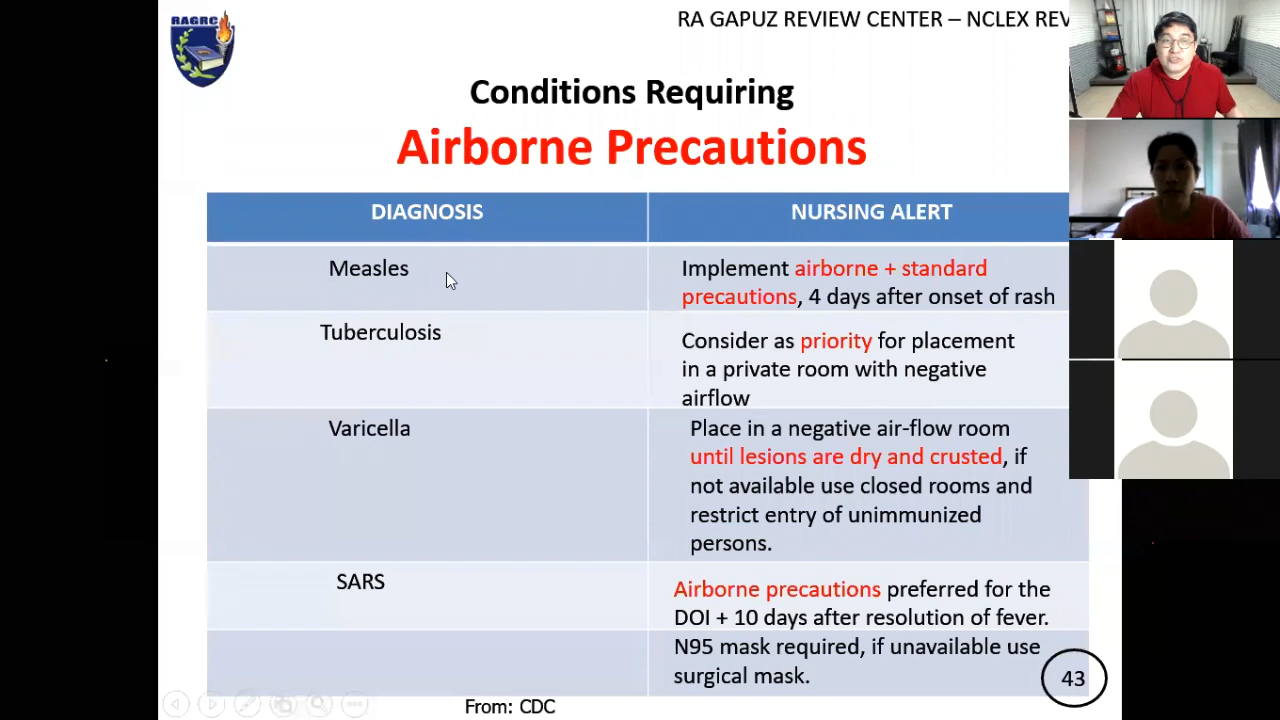 RAGRC
RA GAPUZ REVIEW CENTER – NCLEX REV
Conditions Requiring
Airborne Precautions
DIAGNOSIS
NURSING ALERT
Measles
Implement airborne + standard
precautions, 4 days after onset of rash
Tuberculosis
Consider as priority for placement
in a private room with negative
airflow
Varicella
Place in a negative air-flow room
until lesions are dry and crusted, if
not available use closed rooms and
restrict entry of unimmunized
persons.
SARS
Airborne precautions preferred for the
DOI + 10 days after resolution of fever.
N95 mask required, if unavailable use
surgical mask.
43
From: CDC